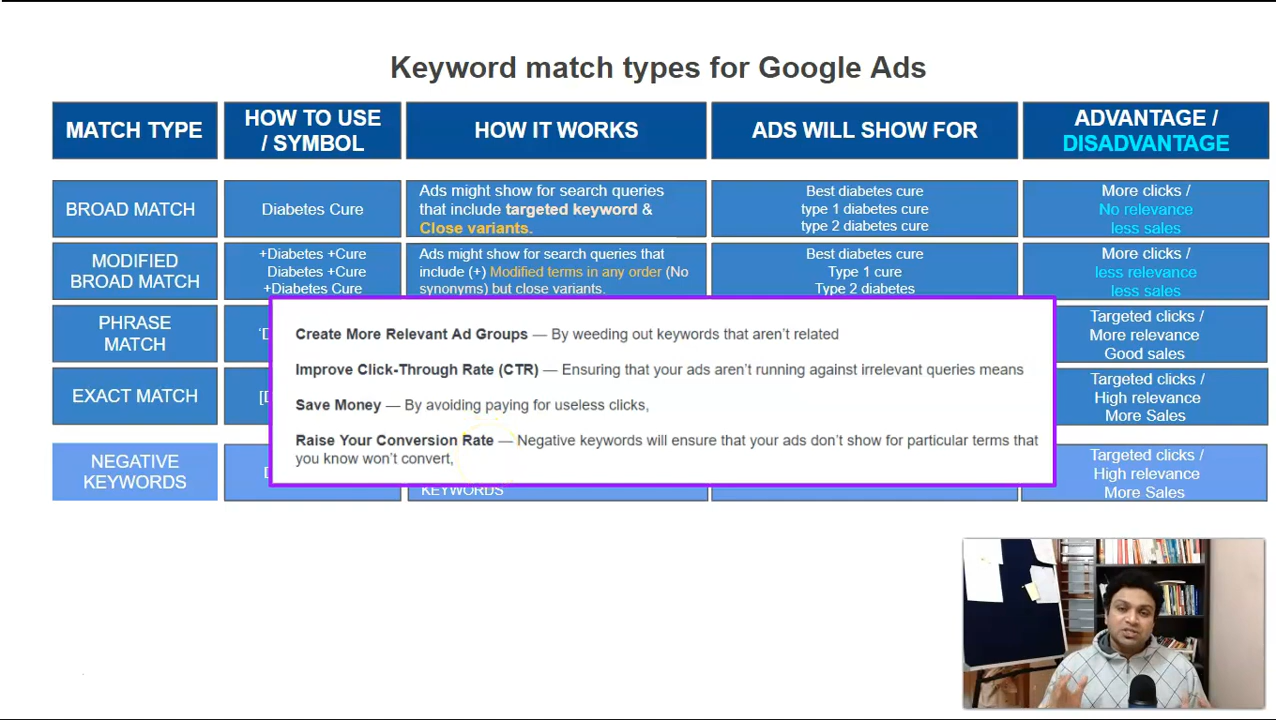 Keyword match types for Google Ads
MATCH TYPE
HOW TO USE
/ SYMBOL
HOW IT WORKS
ADS WILL SHOW FOR
ADVANTAGE /
DISADVANTAGE
BROAD MATCH
Diabetes Cure
Ads might show for search queries
that include targeted keyword &
Close variants.
Best diabetes cure
type 1 diabetes cure
type 2 diabetes cure
More clicks /
No relevance
less sales
MODIFIED
BROAD MATCH
+Diabetes +Cure
Diabetes +Cure
+Diabetes Cure
Ads might show for search queries that
include (+) Modified terms in any order (No
synonyms) but close variants.
Best diabetes cure
Type 1 cure
Type 2 diabetes
More clicks /
less relevance
less sales
PHRASE
MATCH
Targeted clicks /
More relevance
Good sales
EXACT MATCH
Targeted clicks /
High relevance
More Sales
NEGATIVE
KEYWORDS
KEYWORDS
Targeted clicks /
High relevance
More Sales
Create More Relevant Ad Groups — By weeding out keywords that aren’t related
Improve Click-Through Rate (CTR) — Ensuring that your ads aren’t running against irrelevant queries means
Save Money — By avoiding paying for useless clicks,
Raise Your Conversion Rate — Negative keywords will ensure that your ads don’t show for particular terms that
you know won’t convert,